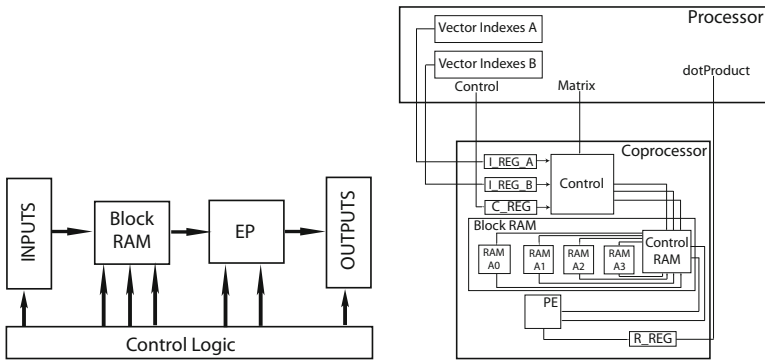 INPUTS
Block
RAM
EP
OUTPUTS
Control Logic
Processor
Vector Indexes A
Vector Indexes B
Control
Matrix
dotProduct
Coprocessor
I_REG_A
I_REG_B
C_REG
Control
Block RAM
RAM
A0
RAM
A1
RAM
A2
RAM
A3
Control
RAM
PE
R_REG